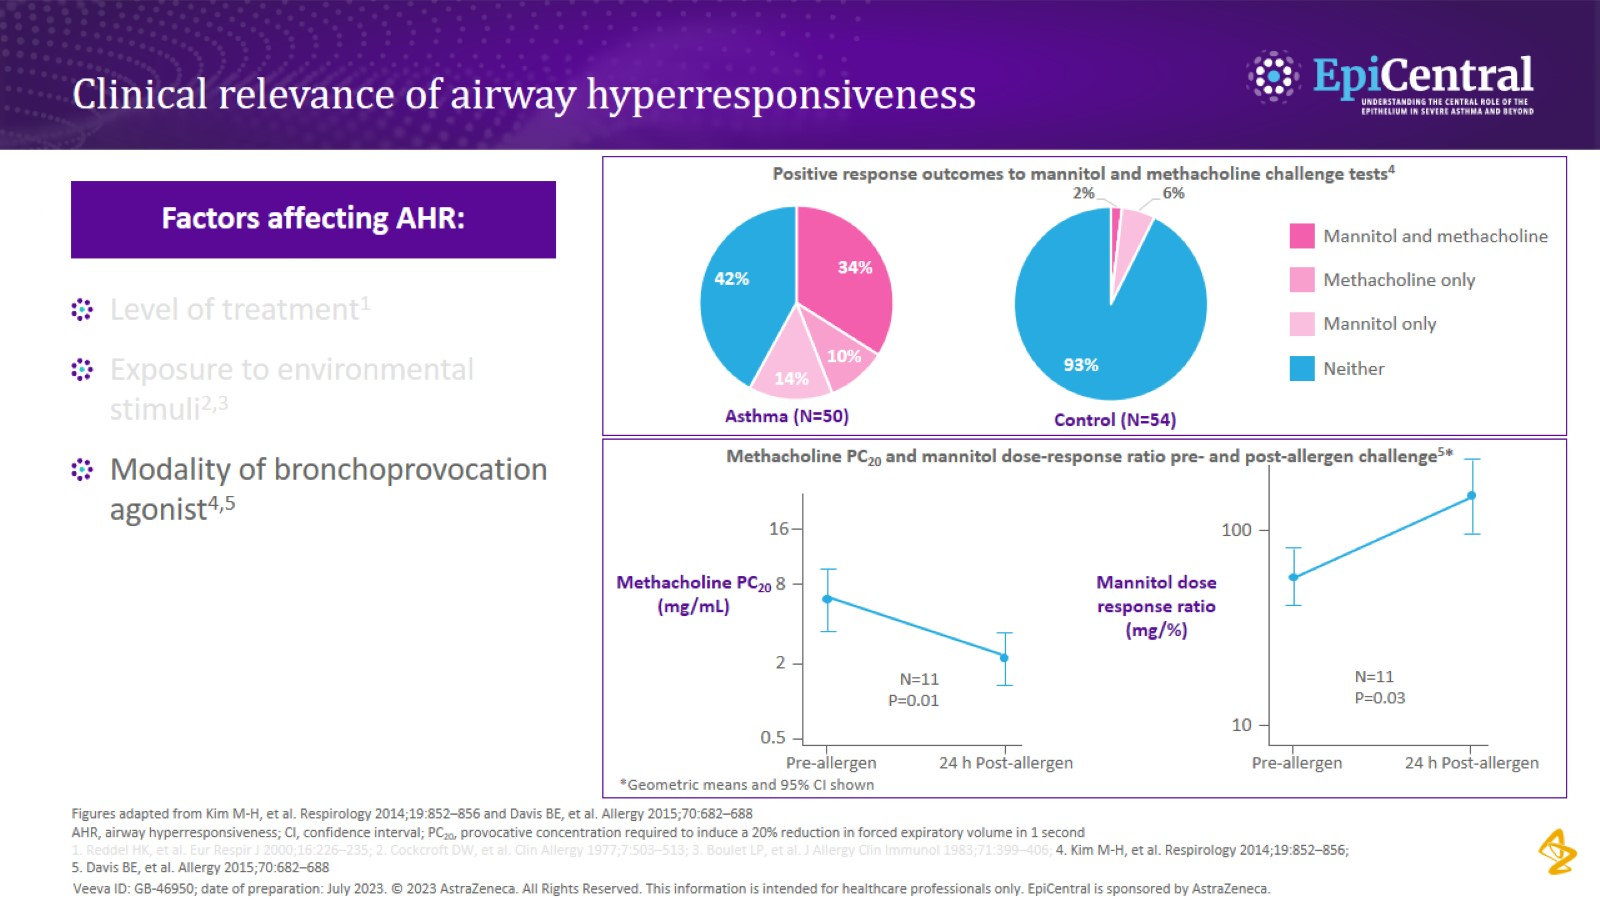 Clinical relevance of airway hyperresponsiveness
EpiCentral
UNDERSTANDING THE CENTRAL ROLE OF THE
EPITHELIUM IN SEVERE ASTHMA AND BEYOND
Factors affecting AHR:
Level of treatment1
Exposure to environmental
stimuli2,3
Modality of bronchoprovocation
agonist4,5
Positive response outcomes to mannitol and methacholine challenge tests4
34%
10%
14%
42%
Asthma (N=50)
2%
6%
93%
Control (N=54)
Mannitol and methacholine
Methacholine only
Mannitol only
Neither
Methacholine PC20 and mannitol dose-response ratio pre- and post-allergen challenge5*
Methacholine PC20
(mg/mL)
16
8
2
0.5
N=11
P=0.01
Pre-allergen
24 h Post-allergen
Mannitol dose
response ratio
(mg/%)
100
10
N=11
P=0.03
Pre-allergen
24 h Post-allergen
*Geometric means and 95% CI shown
Figures adapted from Kim M-H, et al. Respirology 2014;19:852–856 and Davis BE, et al. Allergy 2015;70:682–688
AHR, airway hyperresponsiveness; CI, confidence interval; PC20, provocative concentration required to induce a 20% reduction in forced expiratory volume in 1 second
1. Reddel HK, et al. Eur Respir J 2000;16:226–235; 2. Cockcroft DW, et al. Clin Allergy 1977;7:503–513; 3. Boulet LP, et al. J Allergy Clin Immunol 1983;71:399–406; 4. Kim M-H, et al. Respirology 2014;19:852–856;
5. Davis BE, et al. Allergy 2015;70:682–688
Veeva ID: GB-46950; date of preparation: July 2023. © 2023 AstraZeneca. All Rights Reserved. This information is intended for healthcare professionals only. EpiCentral is sponsored by AstraZeneca.